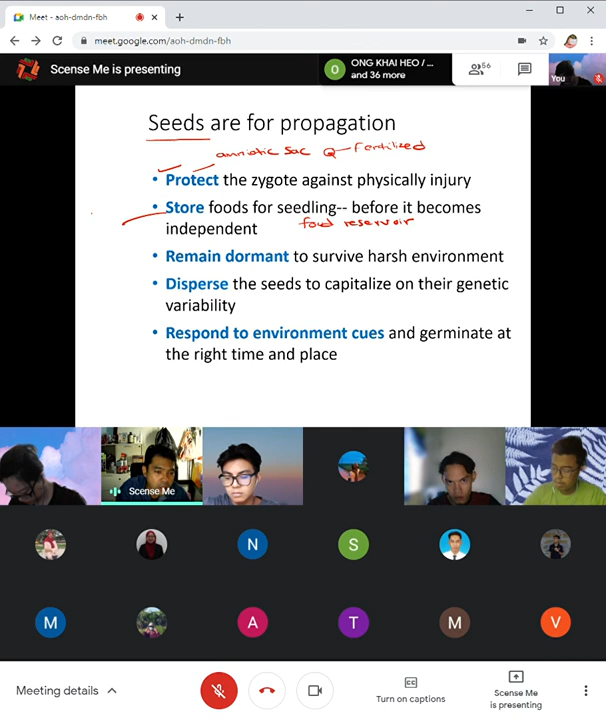 Meet - aoh-dmdn-fbh
meet.google.com/aoh-dmdn-fbh
Scense Me is presenting
O
ONG KHAI HEO / ...
and 36 more
56
You
Seeds are for propagation
amniotic sac
Fertilized
• Protect the zygote against physically injury
• Store foods for seedling-- before it becomes
food reservoir
independent
• Remain dormant to survive harsh environment
• Disperse the seeds to capitalize on their genetic
variability
• Respond to environment cues and germinate at
the right time and place
Scense Me
N
S
M
A
T
M
V
Meeting details
CC
Turn on captions
Scense Me
is presenting